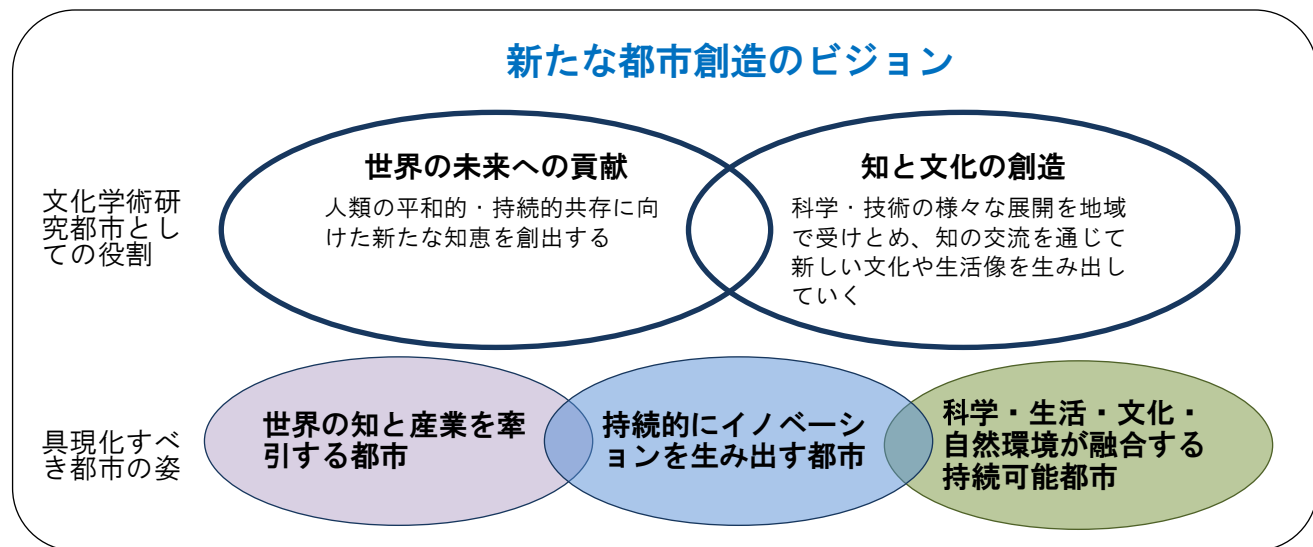 新たな都市創造のビジョン
文化学術研
究都市とし
ての役割
世界の未来への貢献
人類の平和的・持続的共存に向
けた新たな知恵を創出する
知と文化の創造
科学・技術の様々な展開を地域
で受けとめ、知の交流を通じて
新しい文化や生活像を生み出し
ていく
具現化すべ
き都市の姿
世界の知と産業を牽
引する都市
持続的にイノベーシ
ョンを生み出す都市
科学・生活・文化・
自然環境が融合する
持続可能都市